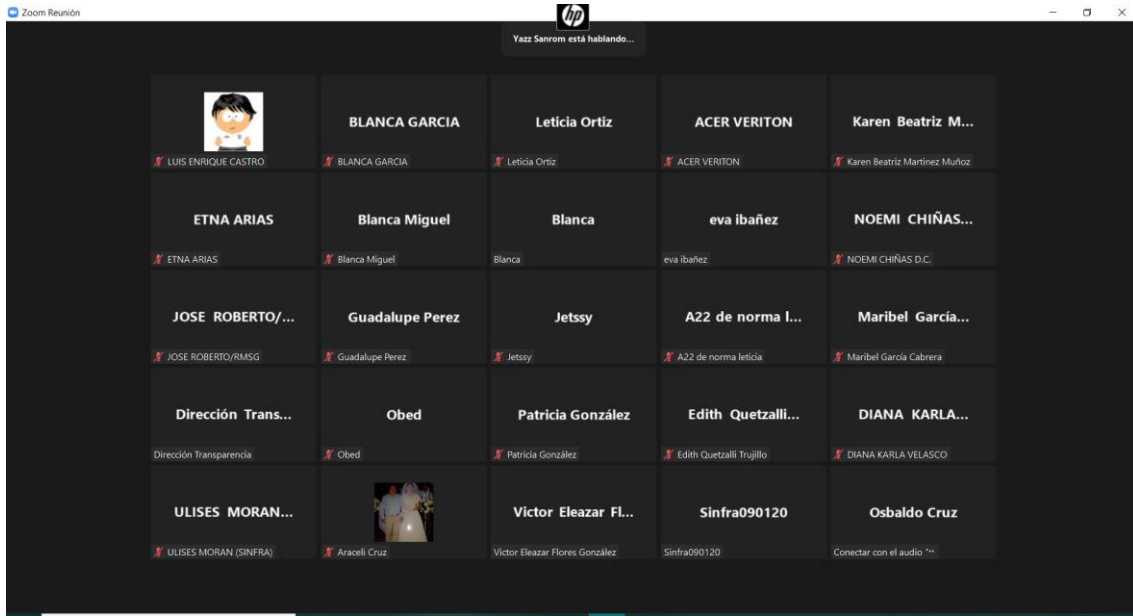 Zoom Reunión
hp
Yazz Sanrom está hablando...
LUIS ENRIQUE CASTRO
BLANCA GARCIA
BLANCA GARCIA
Leticia Ortiz
Leticia Ortiz
ACER VERITON
ACER VERITON
Karen Beatriz M...
Karen Beatriz Martinez Muñoz
ETNA ARIAS
ETNA ARIAS
Blanca Miguel
Blanca Miguel
Blanca
Blanca
eva ibañez
eva ibañez
NOEMI CHIÑAS...
NOEMI CHIÑAS D.C.
JOSE ROBERTO/...
JOSE ROBERTO/RMSG
Guadalupe Perez
Guadalupe Perez
Jetssy
Jetssy
A22 de norma l...
A22 de norma leticia
Maribel García...
Maribel García Cabrera
Dirección Trans...
Dirección Transparencia
Obed
Obed
Patricia González
Patricia González
Edith Quetzalli...
Edith Quetzalli Trujillo
DIANA KARLA...
DIANA KARLA VELASCO
ULISES MORAN...
ULISES MORAN (SINFRA)
Araceli Cruz
Victor Eleazar Fl...
Victor Eleazar Flores González
Sinfra090120
Sinfra090120
Osbaldo Cruz
Conectar con el audio